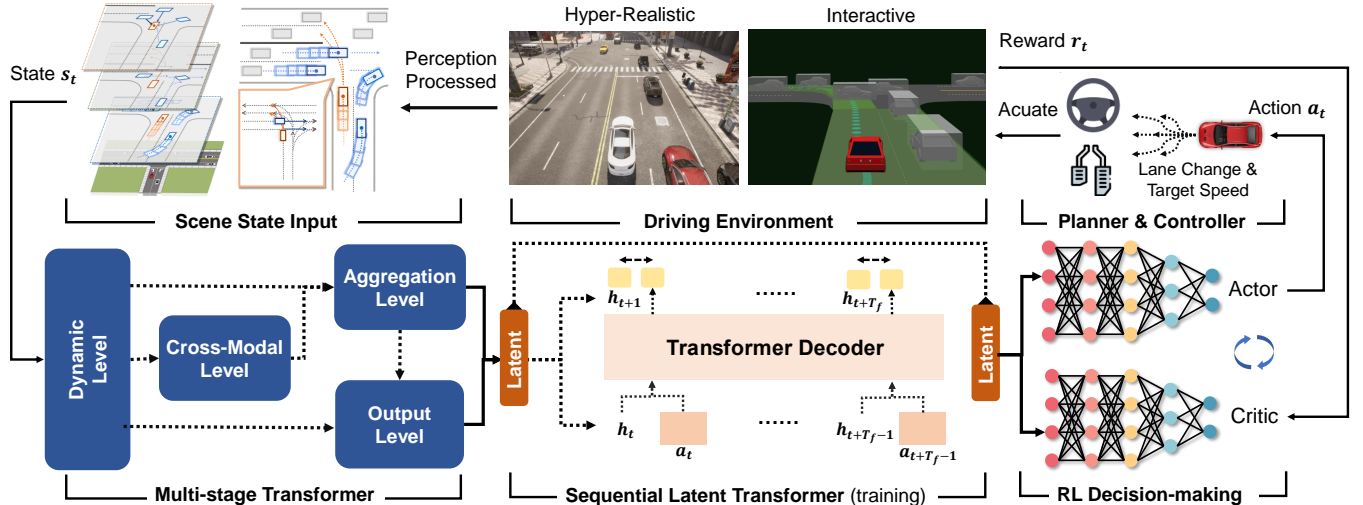 Hyper-Realistic
Interactive
State s_t
Perception
Processed
Reward r_t
Acuate
Action a_t
Lane Change &
Target Speed
Scene State Input
Driving Environment
Planner & Controller
Dynamic
Level
Cross-Modal
Level
Aggregation
Level
Output
Level
Latent
h_{t+1}
......
h_{t+T_f}
Transformer Decoder
h_t
a_t
......
h_{t+T_f-1}
a_{t+T_f-1}
Latent
Actor
Critic
Multi-stage Transformer
Sequential Latent Transformer (training)
RL Decision-making